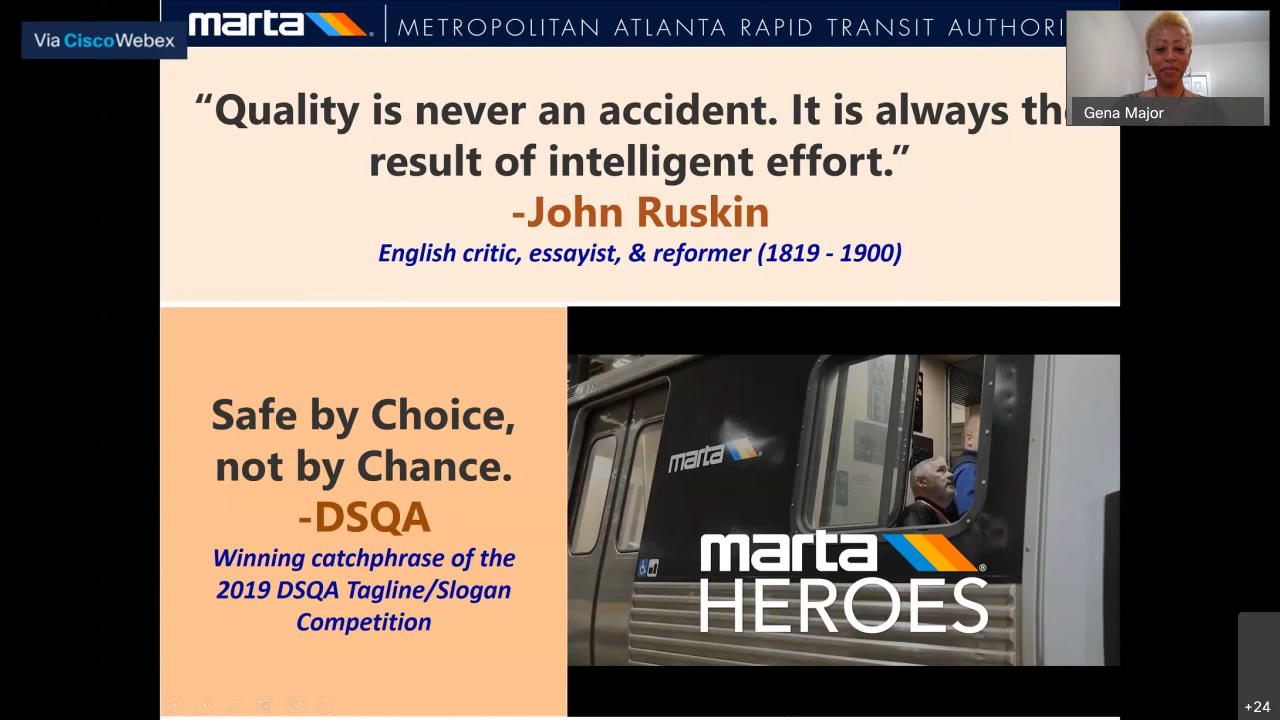 Via CiscoWebex
marta® METROPOLITAN ATLANTA RAPID TRANSIT AUTHORI
Gena Major
“Quality is never an accident. It is always the
result of intelligent effort.”
-John Ruskin
English critic, essayist, & reformer (1819 - 1900)
Safe by Choice,
not by Chance.
-DSQA
Winning catchphrase of the
2019 DSQA Tagline/Slogan
Competition
marta
marta®
HEROES
+24